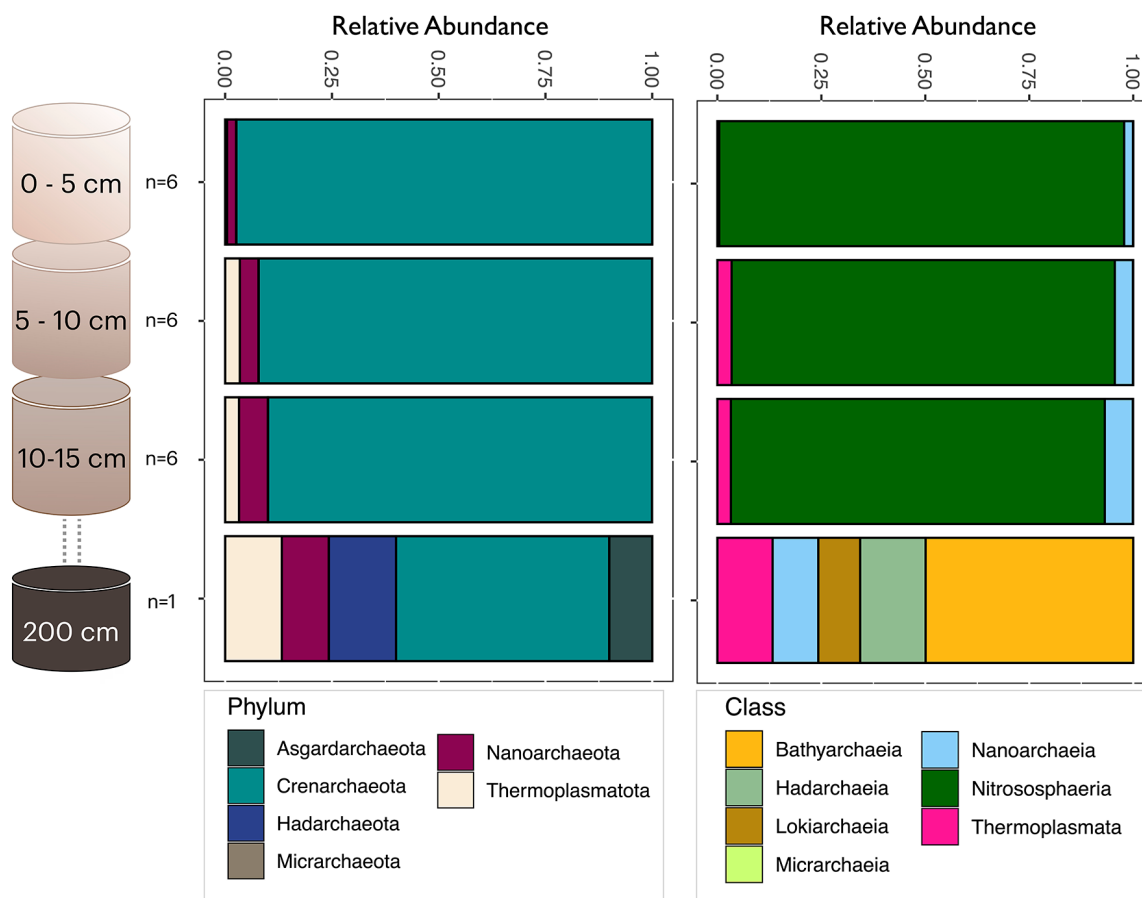 Relative Abundance
0.00 0.25 0.50 0.75 1.00
Relative Abundance
0.00 0.25 0.50 0.75 1.00
0 - 5 cm
n=6
5 - 10 cm
n=6
10-15 cm
n=6
200 cm
n=1
Phylum
Asgardarchaeota
Crenarchaeota
Hadarchaeota
Micrarchaeota
Nanoarchaeota
Thermoplasmatota
Class
Bathyarchaeia
Hadarchaeia
Lokiarchaeia
Micrarchaeia
Nanoarchaeia
Nitrososphaeria
Thermoplasmata